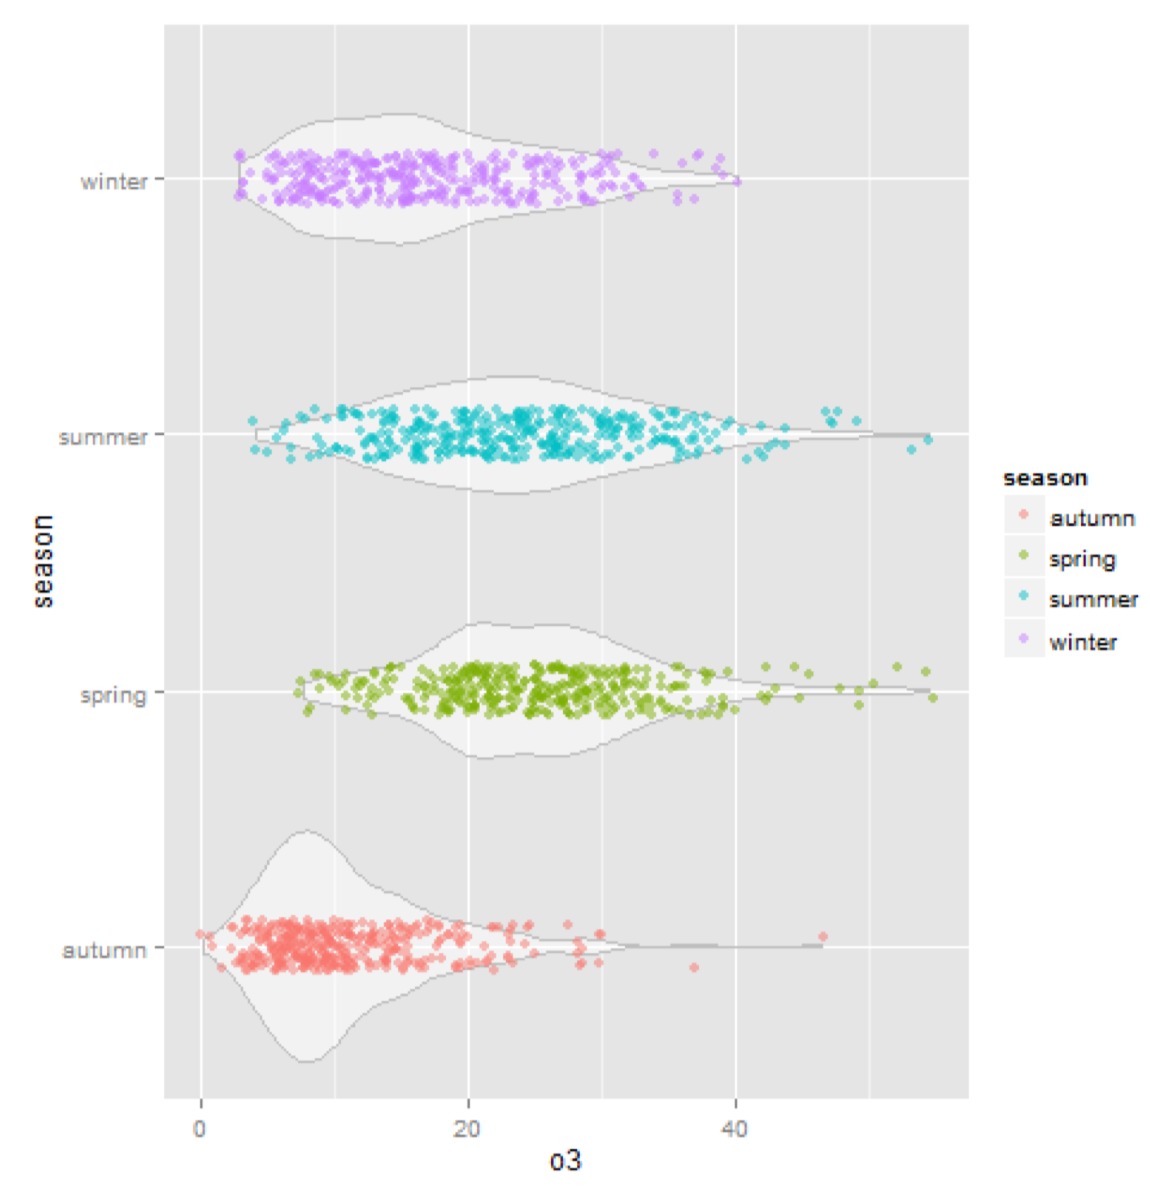 winter
summer
spring
autumn
season
0
20
40
o3
season
autumn
spring
summer
winter